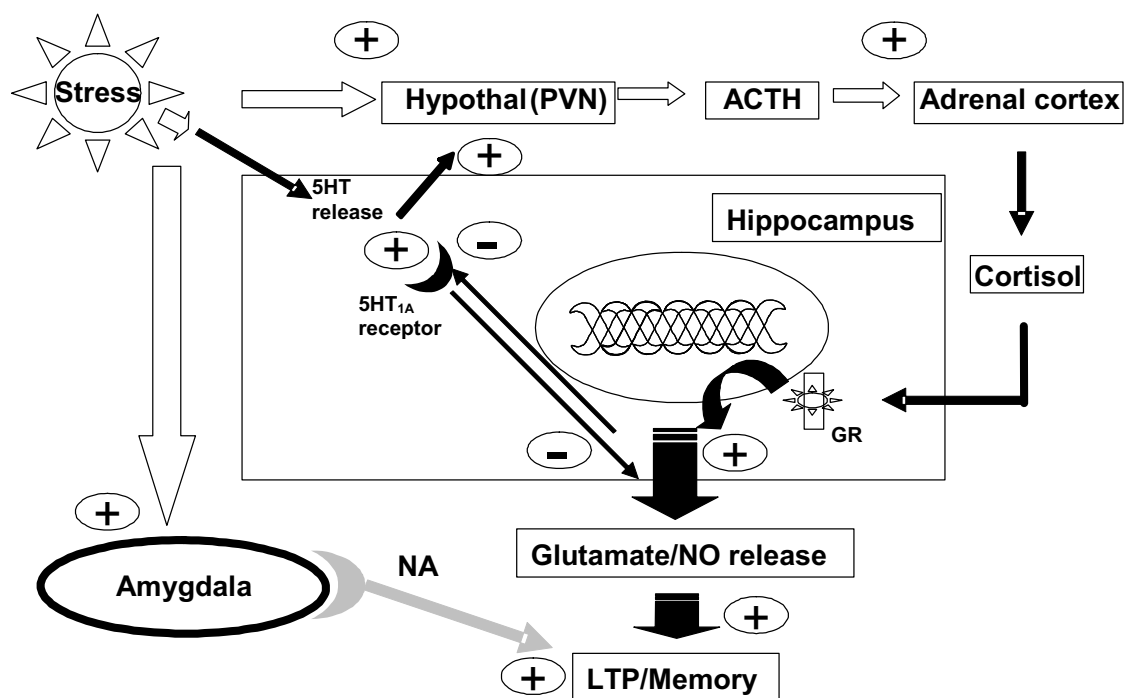 +
+
Stress
Hypothal (PVN)
ACTH
Adrenal cortex
+
5HT
release
Hippocampus
+
-
Cortisol
5HT1A
receptor
GR
-
+
+
Glutamate/NO release
NA
Amygdala
+
+
LTP/Memory